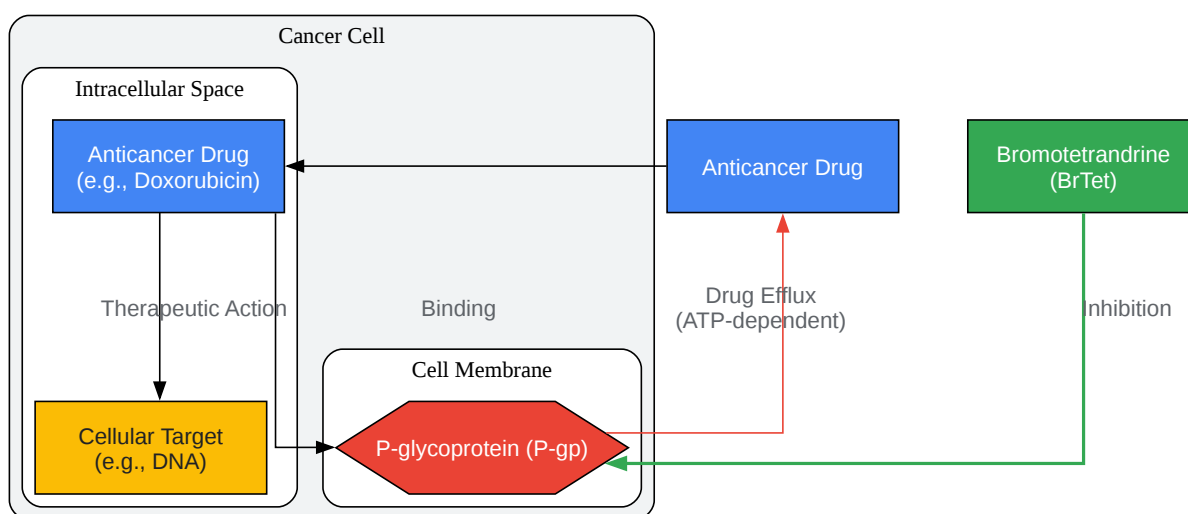 Cancer Cell
Intracellular Space
Anticancer Drug
(e.g., Doxorubicin)
Anticancer Drug
Bromotetrandrine
(BrTet)
Therapeutic Action
Binding
Drug Efflux
(ATP-dependent)
Inhibition
Cell Membrane
Cellular Target
(e.g., DNA)
P-glycoprotein (P-gp)